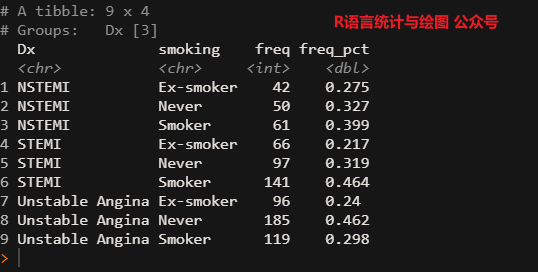 # A tibble: 9 x 4
R语言统计与绘图 公众号
# Groups: Dx [3]
Dx smoking freq freq_pct
<chr> <chr> <int> <dbl>
1 NSTEMI Ex-smoker 42 0.275
2 NSTEMI Never 50 0.327
3 NSTEMI Smoker 61 0.399
4 STEMI Ex-smoker 66 0.217
5 STEMI Never 97 0.319
6 STEMI Smoker 141 0.464
7 Unstable Angina Ex-smoker 96 0.24
8 Unstable Angina Never 185 0.462
9 Unstable Angina Smoker 119 0.298
>